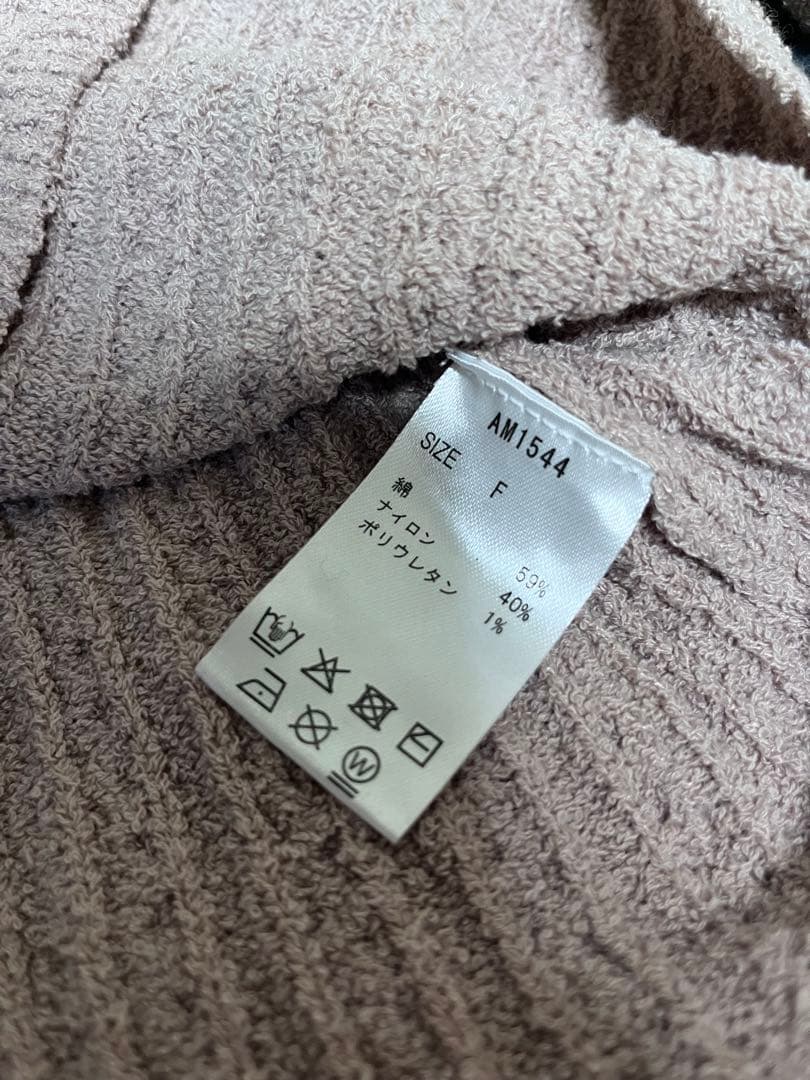 AM1544
SIZE F
綿 59%
ナイロン 40%
ポリウレタン 1%
W